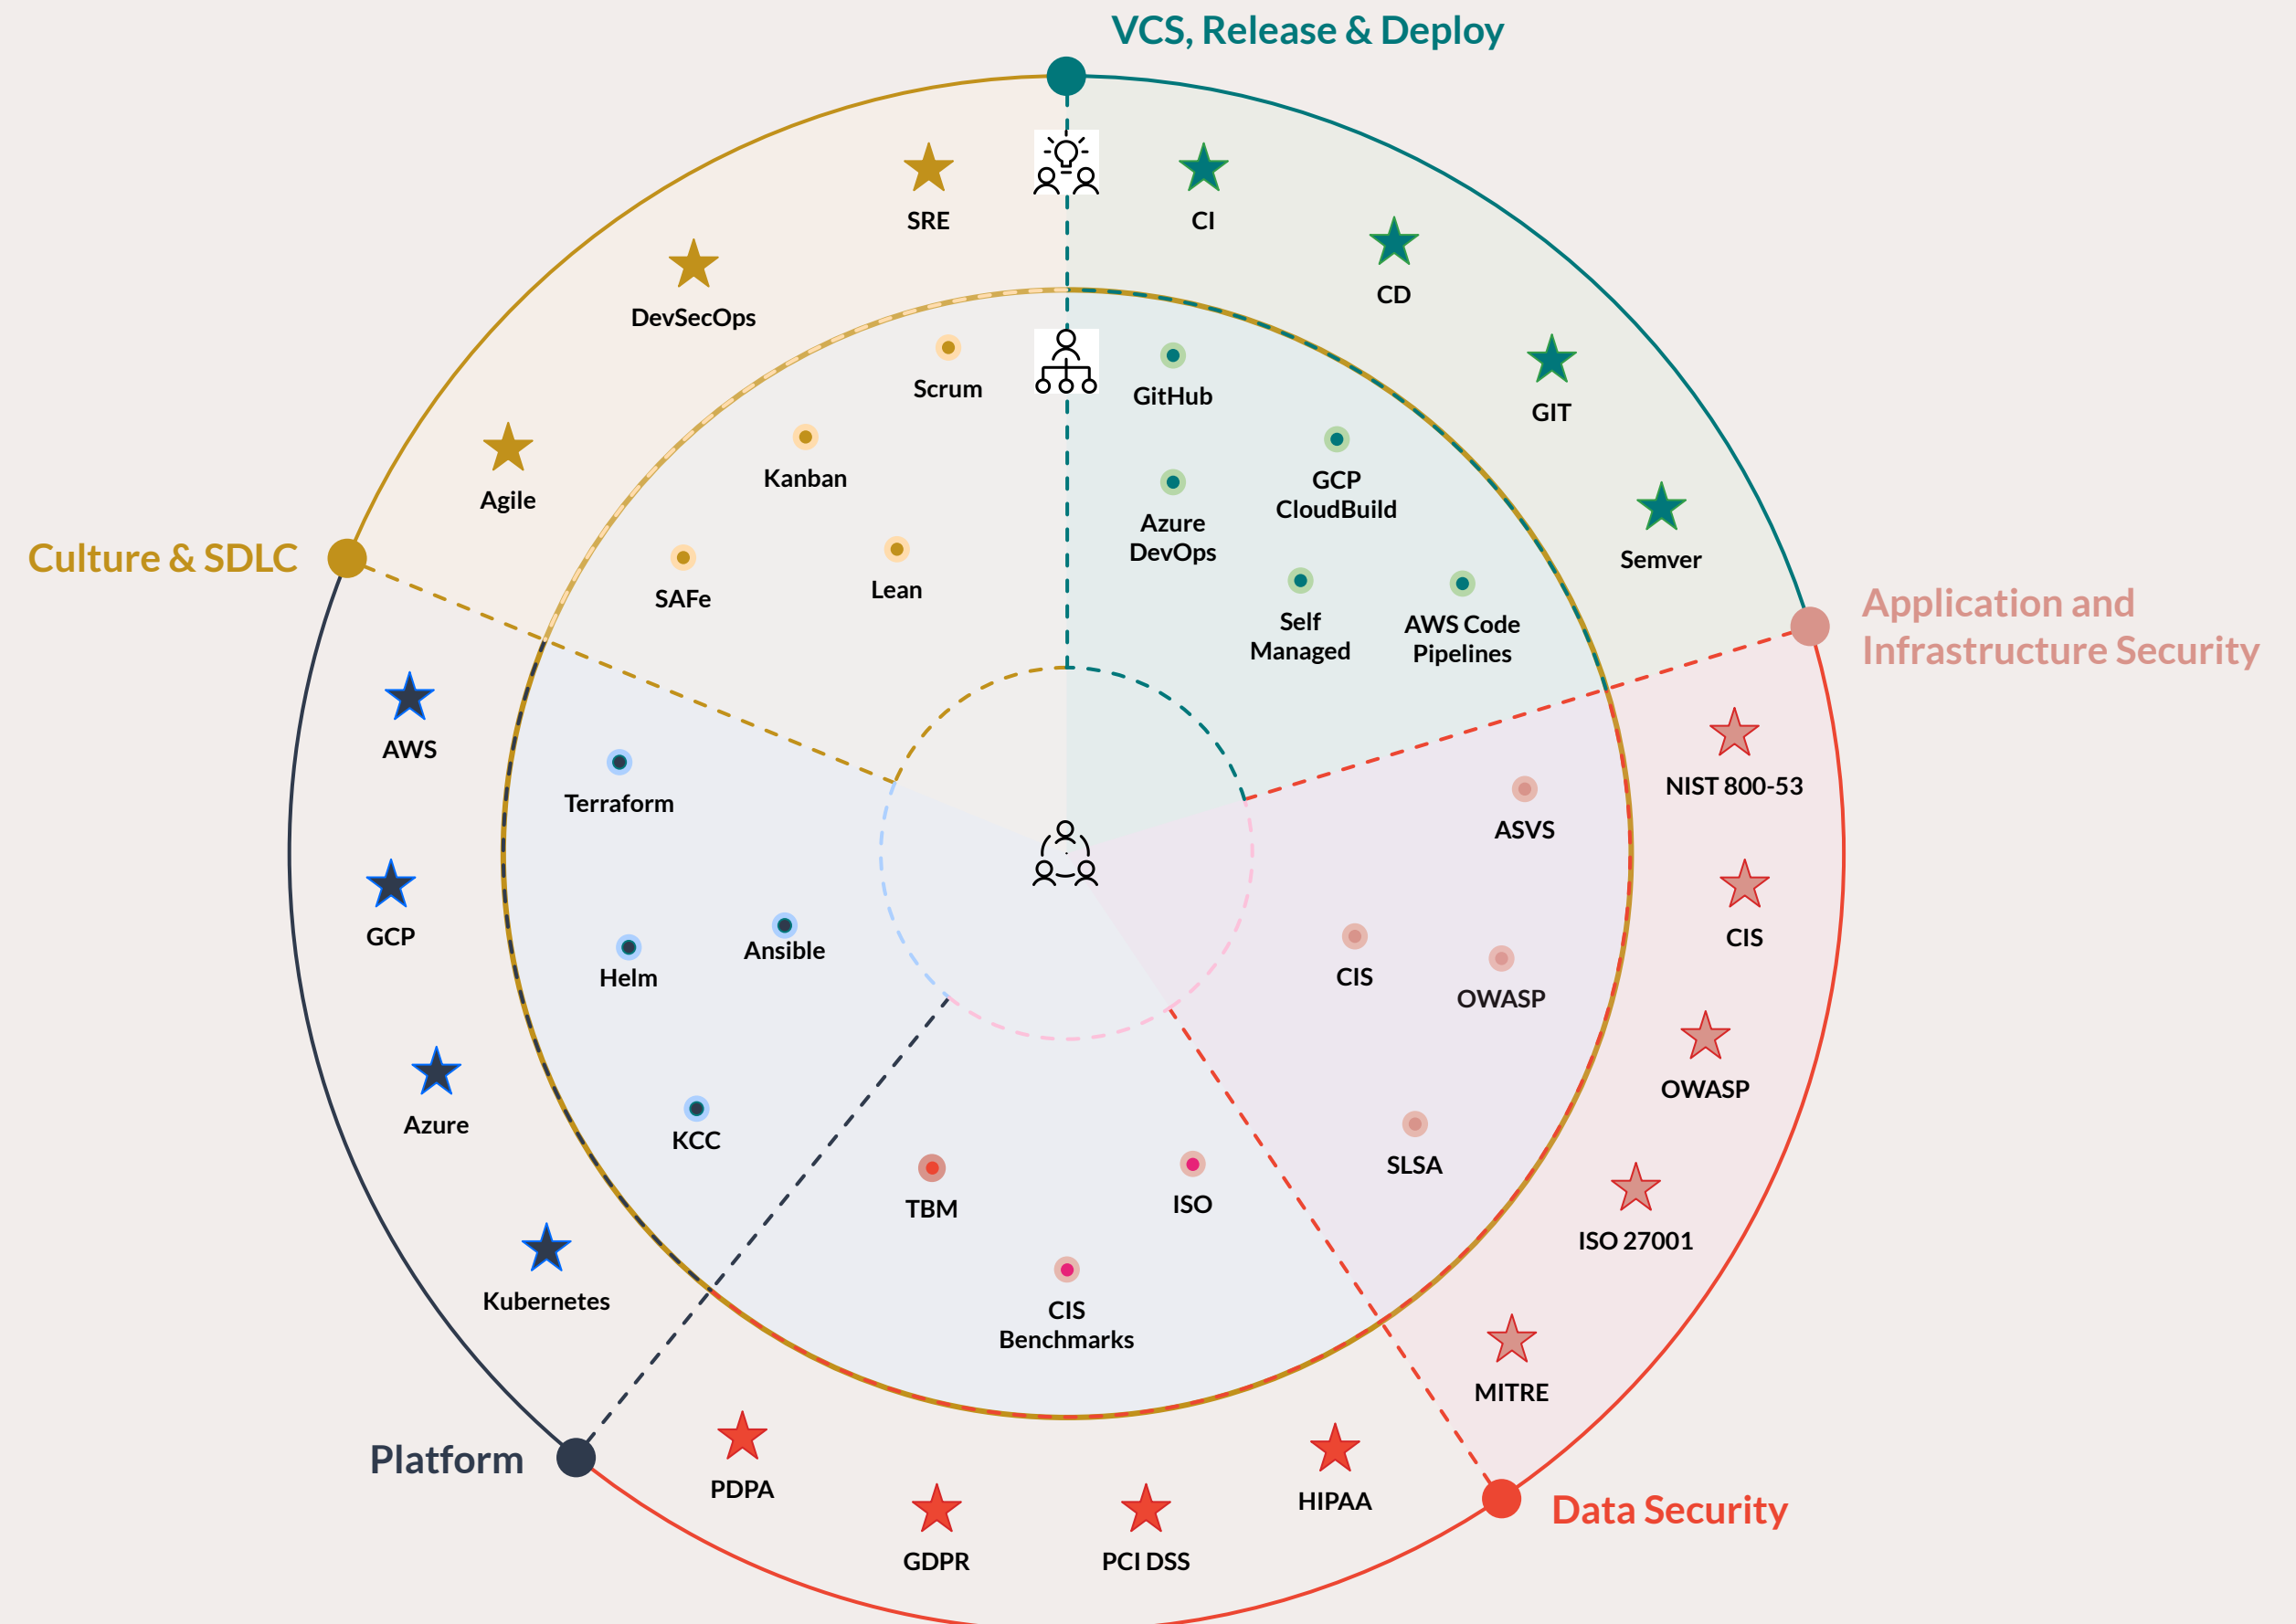 VCS, Release & Deploy
SRE
CI
DevSecOps
CD
Scrum
GitHub
GIT
Agile
Kanban
GCP
CloudBuild
Azure
DevOps
Culture & SDLC
SAFe
Lean
Semver
Self
Managed
AWS Code
Pipelines
Application and
Infrastructure Security
AWS
Terraform
NIST 800-53
ASVS
GCP
Helm
Ansible
CIS
OWASP
CIS
OWASP
Azure
KCC
TBM
ISO
SLSA
ISO 27001
Kubernetes
CIS
Benchmarks
MITRE
Platform
PDPA
GDPR
PCI DSS
HIPAA
Data Security